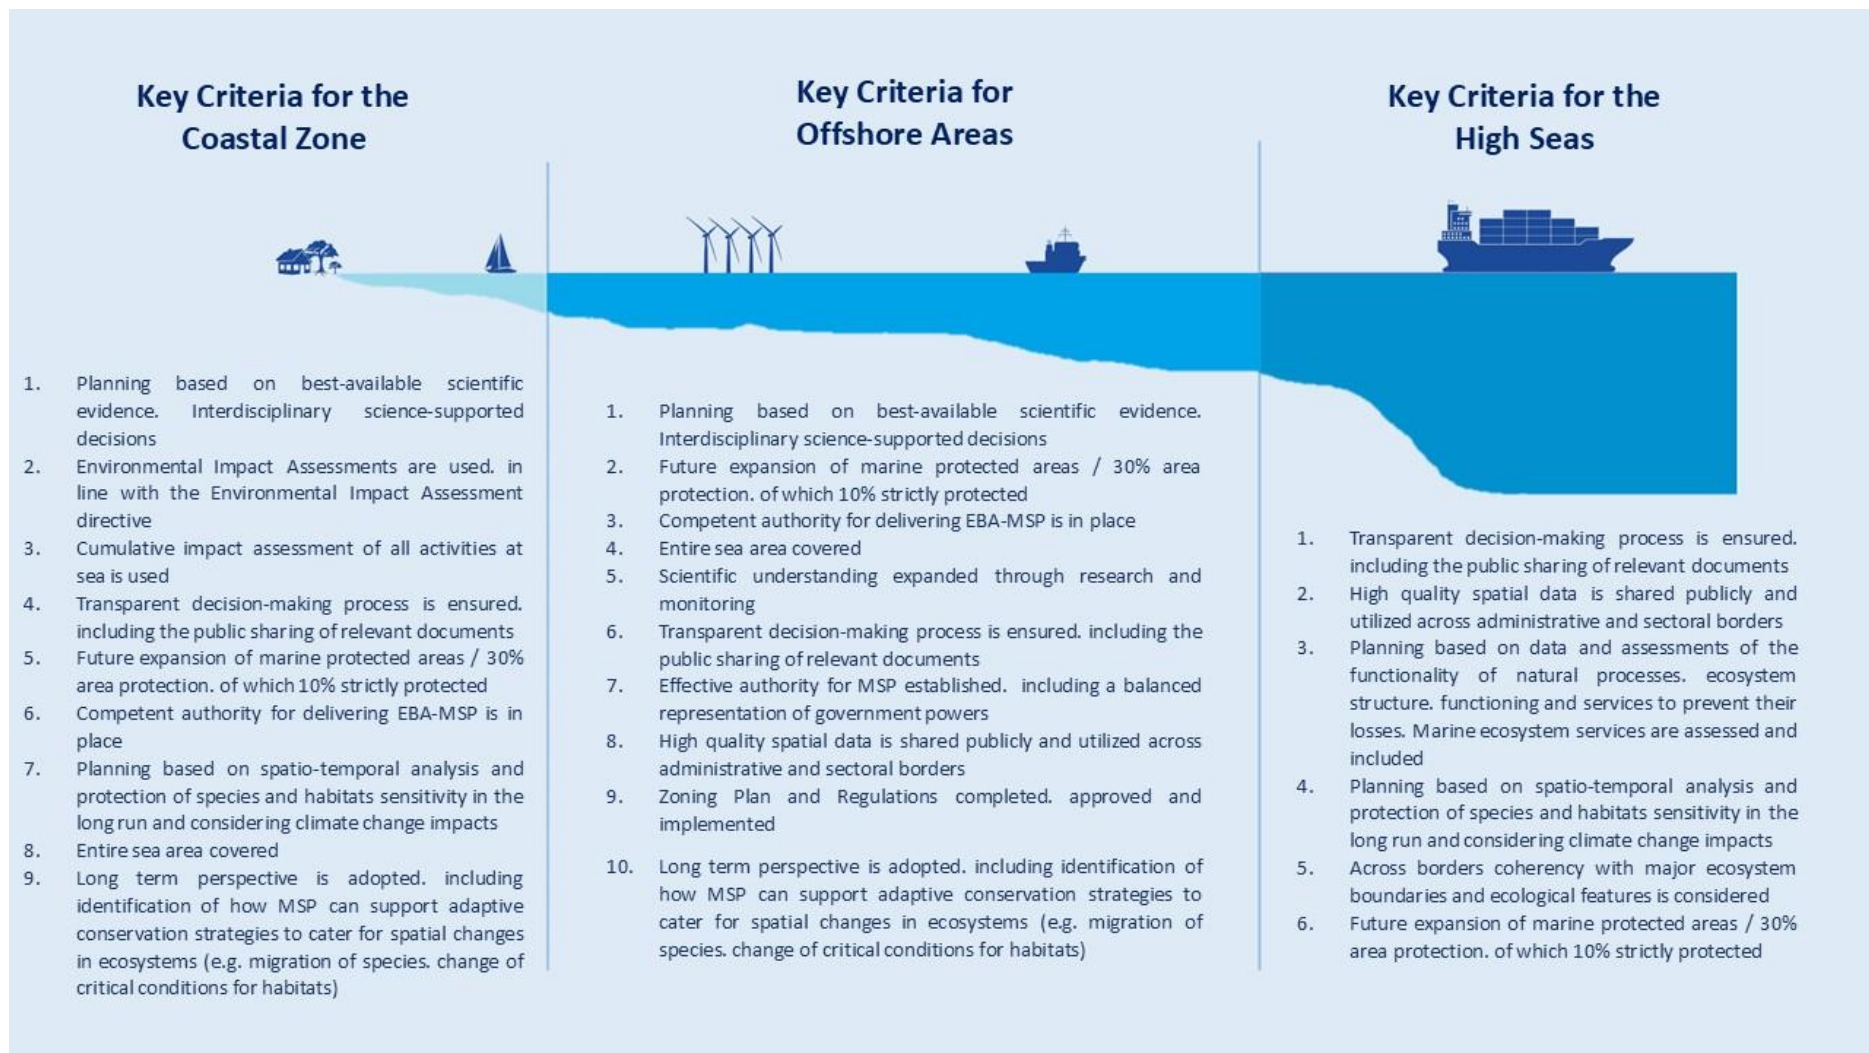 Key Criteria for the
Coastal Zone
1. Planning based on best-available scientific
evidence. Interdisciplinary science-supported
decisions
2. Environmental Impact Assessments are used. in
line with the Environmental Impact Assessment
directive
3. Cumulative impact assessment of all activities at
sea is used
4. Transparent decision-making process is ensured.
including the public sharing of relevant documents
5. Future expansion of marine protected areas / 30%
area protection. of which 10% strictly protected
6. Competent authority for delivering EBA-MSP is in
place
7. Planning based on spatio-temporal analysis and
protection of species and habitats sensitivity in the
long run and considering climate change impacts
8. Entire sea area covered
9. Long term perspective is adopted. including
identification of how MSP can support adaptive
conservation strategies to cater for spatial changes
in ecosystems (e.g. migration of species. change of
critical conditions for habitats)
Key Criteria for
Offshore Areas
1. Planning based on best-available scientific evidence.
Interdisciplinary science-supported decisions
2. Future expansion of marine protected areas / 30% area
protection. of which 10% strictly protected
3. Competent authority for delivering EBA-MSP is in place
4. Entire sea area covered
5. Scientific understanding expanded through research and
monitoring
6. Transparent decision-making process is ensured. including the
public sharing of relevant documents
7. Effective authority for MSP established. including a balanced
representation of government powers
8. High quality spatial data is shared publicly and utilized across
administrative and sectoral borders
9. Zoning Plan and Regulations completed. approved and
implemented
10. Long term perspective is adopted. including identification of
how MSP can support adaptive conservation strategies to
cater for spatial changes in ecosystems (e.g. migration of
species. change of critical conditions for habitats)
Key Criteria for the
High Seas
1. Transparent decision-making process is ensured.
including the public sharing of relevant documents
2. High quality spatial data is shared publicly and
utilized across administrative and sectoral borders
3. Planning based on data and assessments of the
functionality of natural processes. ecosystem
structure. functioning and services to prevent their
losses. Marine ecosystem services are assessed and
included
4. Planning based on spatio-temporal analysis and
protection of species and habitats sensitivity in the
long run and considering climate change impacts
5. Across borders coherency with major ecosystem
boundaries and ecological features is considered
6. Future expansion of marine protected areas / 30%
area protection. of which 10% strictly protected